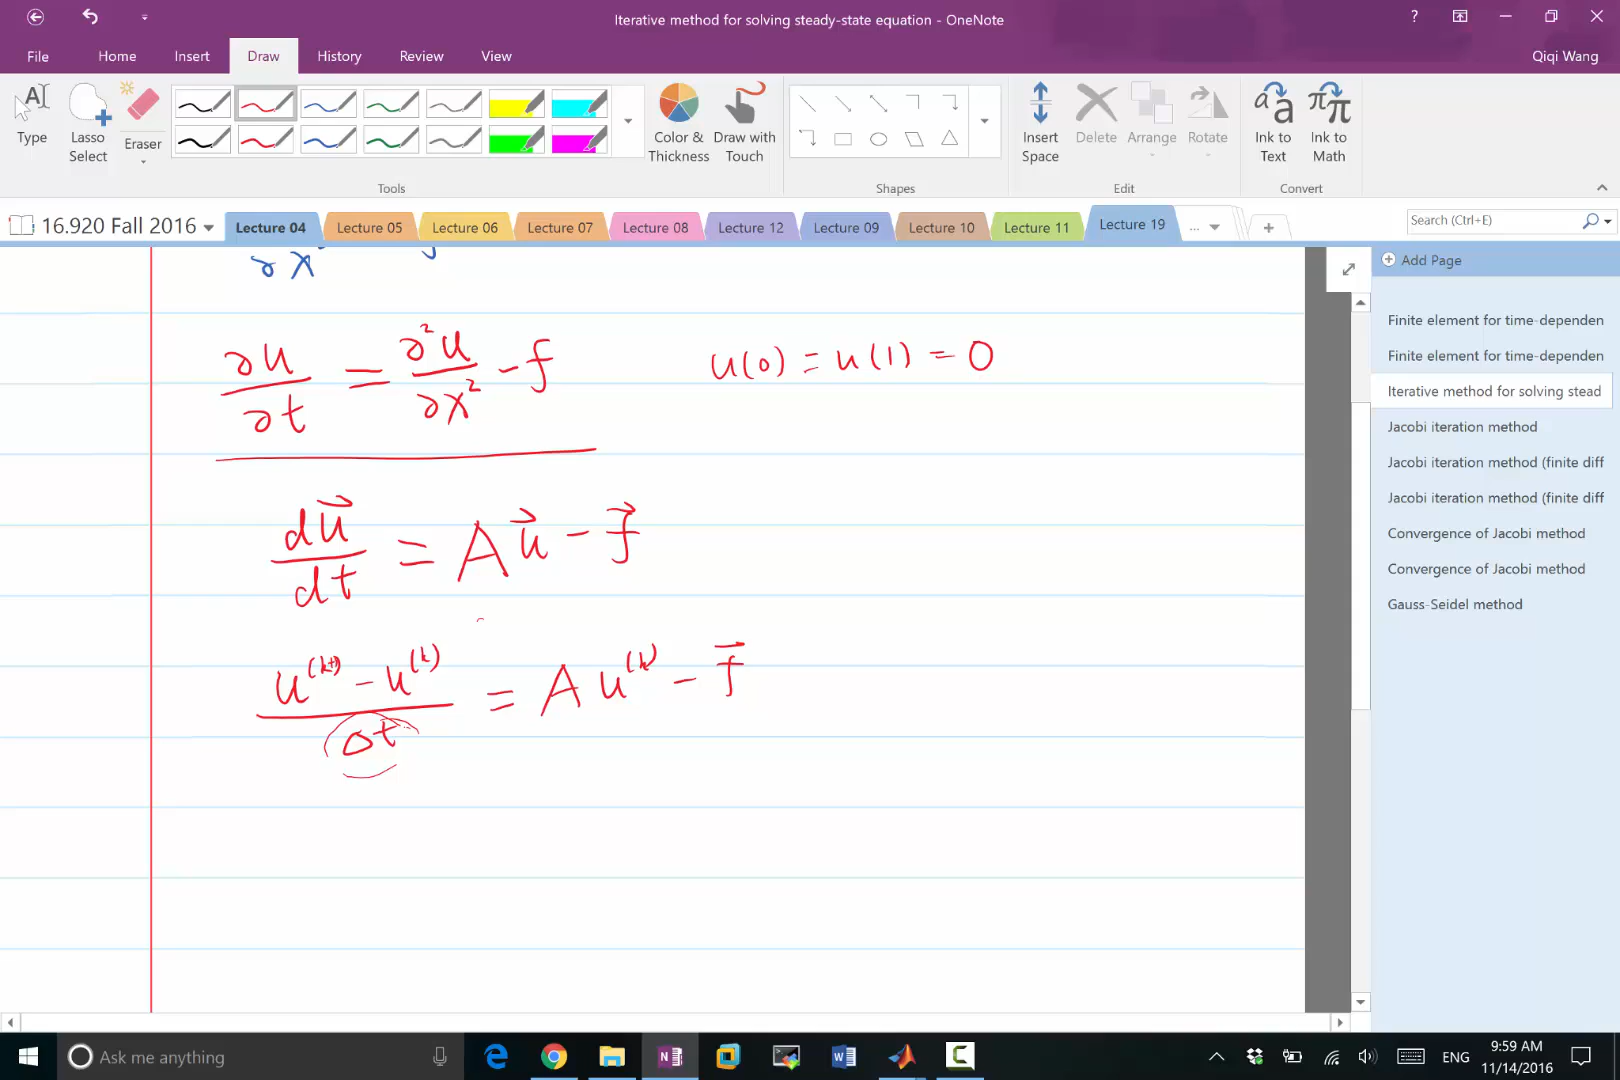 Iterative method for solving steady-state equation - OneNote
?
File Home Insert Draw History Review View
Qiqi Wang
Type
Lasso Select
Eraser
Color & Thickness
Draw with Touch
Insert Space
Delete
Arrange
Rotate
Ink to Text
Ink to Math
Tools Shapes Edit Convert
16.920 Fall 2016 Lecture 04 Lecture 05 Lecture 06 Lecture 07 Lecture 08 Lecture 12 Lecture 09 Lecture 10 Lecture 11 Lecture 19 ... +
Search (Ctrl+E)
Add Page
Finite element for time-dependen
Finite element for time-dependen
Iterative method for solving stead
Jacobi iteration method
Jacobi iteration method (finite diff
Jacobi iteration method (finite diff
Convergence of Jacobi method
Convergence of Jacobi method
Gauss-Seidel method
∂x²
∂u/∂t = ∂²u/∂x² - f u(0) = u(1) = 0
du⃗/dt = Au⃗ - f⃗
(u^(k+1) - u^(k))/Δt = Au^(k) - f⃗
Ask me anything
ENG
9:59 AM
11/14/2016